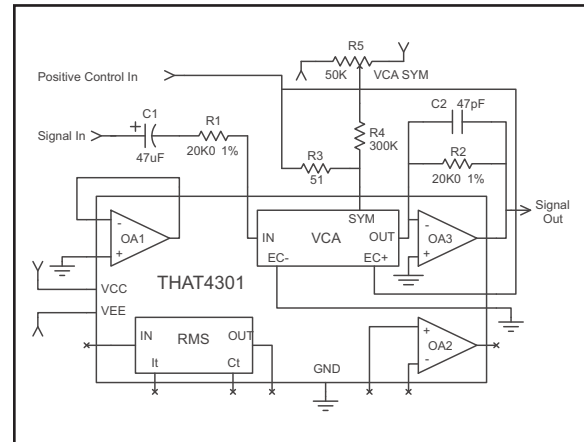 R5
50K
VCA SYM
Positive Control In
C2
47pF
C1
+
R1
R4
300K
Signal In
47uF
20K0 1%
R3
51
R2
20K0 1%
SYM
Signal
Out
-
+
OA1
IN
VCA
OUT
-
+
OA3
EC-
EC+
THAT4301
VCC
VEE
IN
RMS
OUT
It
Ct
GND
+
-
OA2